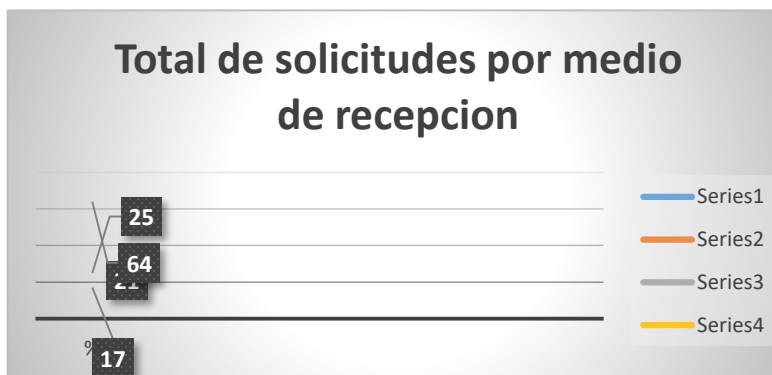 Total de solicitudes por medio
de recepcion
25
64
21
%
17
Series1
Series2
Series3
Series4